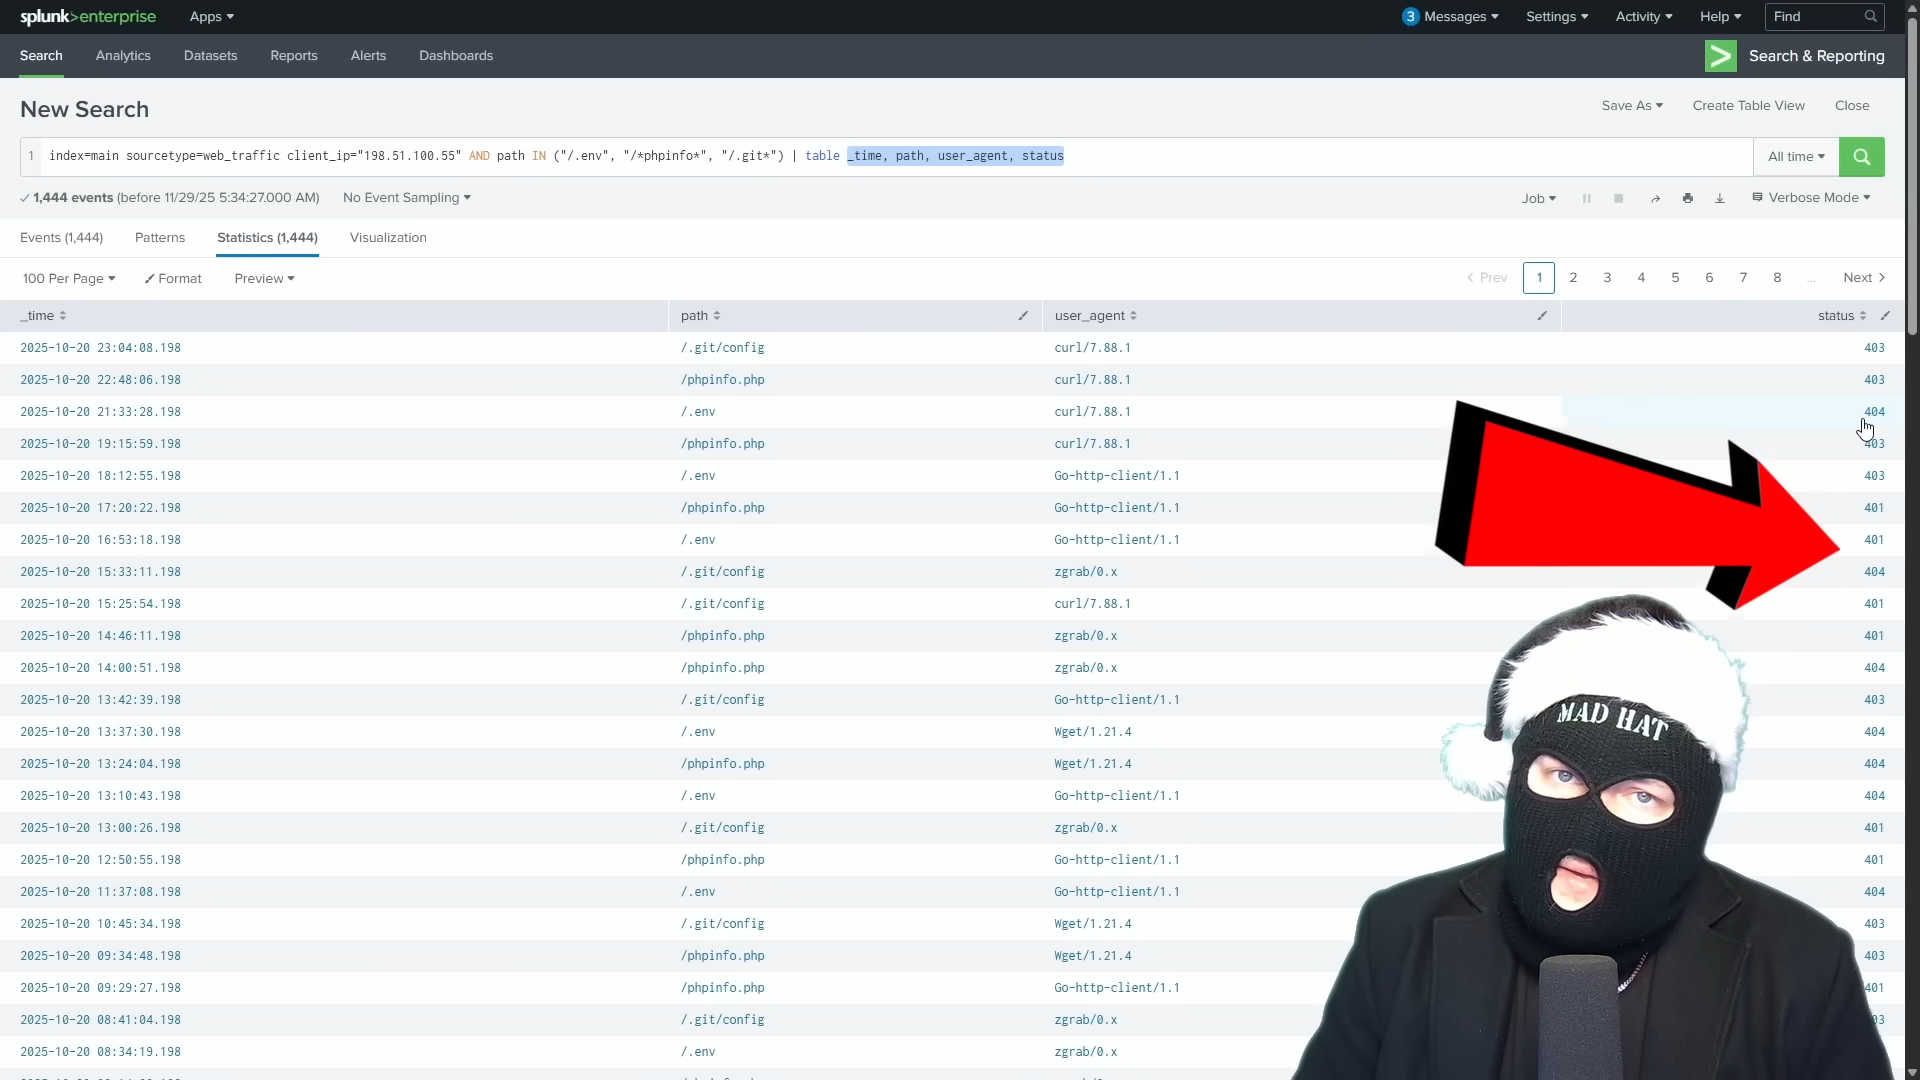 splunk>enterprise Apps 3 Messages Settings Activity Help Find
Search Analytics Datasets Reports Alerts Dashboards Search & Reporting
New Search Save As Create Table View Close
1 index=main sourcetype=web_traffic client_ip="198.51.100.55" AND path IN ("/.env", "/*phpinfo*", "/.git*") | table _time, path, user_agent, status All time
1,444 events (before 11/29/25 5:34:27.000 AM) No Event Sampling Job Verbose Mode
Events (1,444) Patterns Statistics (1,444) Visualization
100 Per Page Format Preview < Prev 1 2 3 4 5 6 7 8 ... Next >
_time path user_agent status
2025-10-20 23:04:08.198 /.git/config curl/7.88.1 403
2025-10-20 22:48:06.198 /phpinfo.php curl/7.88.1 403
2025-10-20 21:33:28.198 /.env curl/7.88.1 404
2025-10-20 19:15:59.198 /phpinfo.php curl/7.88.1 403
2025-10-20 18:12:55.198 /.env Go-http-client/1.1 403
2025-10-20 17:20:22.198 /phpinfo.php Go-http-client/1.1 401
2025-10-20 16:53:18.198 /.env Go-http-client/1.1 401
2025-10-20 15:33:11.198 /.git/config zgrab/0.x 404
2025-10-20 15:25:54.198 /.git/config curl/7.88.1 401
2025-10-20 14:46:11.198 /phpinfo.php zgrab/0.x 401
2025-10-20 14:00:51.198 /phpinfo.php zgrab/0.x 404
2025-10-20 13:42:39.198 /.git/config Go-http-client/1.1 403
2025-10-20 13:37:30.198 /.env Wget/1.21.4 404
2025-10-20 13:24:04.198 /phpinfo.php Wget/1.21.4 404
2025-10-20 13:10:43.198 /.env Go-http-client/1.1 404
2025-10-20 13:00:26.198 /.git/config zgrab/0.x 401
2025-10-20 12:50:55.198 /phpinfo.php Go-http-client/1.1 401
2025-10-20 11:37:08.198 /.env Go-http-client/1.1 404
2025-10-20 10:45:34.198 /.git/config Wget/1.21.4 403
2025-10-20 09:34:48.198 /phpinfo.php Wget/1.21.4 403
2025-10-20 09:29:27.198 /phpinfo.php Go-http-client/1.1 401
2025-10-20 08:41:04.198 /.git/config zgrab/0.x
2025-10-20 08:34:19.198 /.env zgrab/0.x
MAD HAT